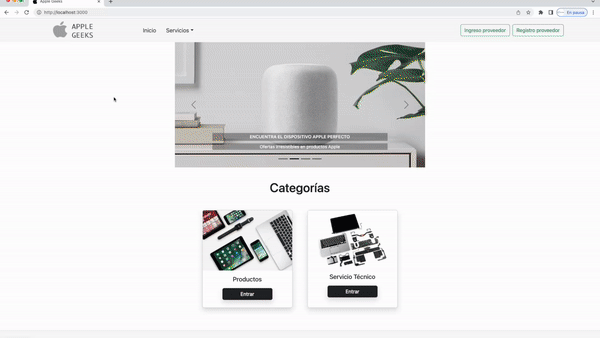 Apple Geeks
http://localhost:3000
En pausa
APPLE
GEEKS
Inicio
Servicios
Ingreso proveedor
Registro proveedor
ENCUENTRA EL DISPOSITIVO APPLE PERFECTO
Ofertas irresistibles en productos Apple
Categorías
Productos
Entrar
Servicio Técnico
Entrar